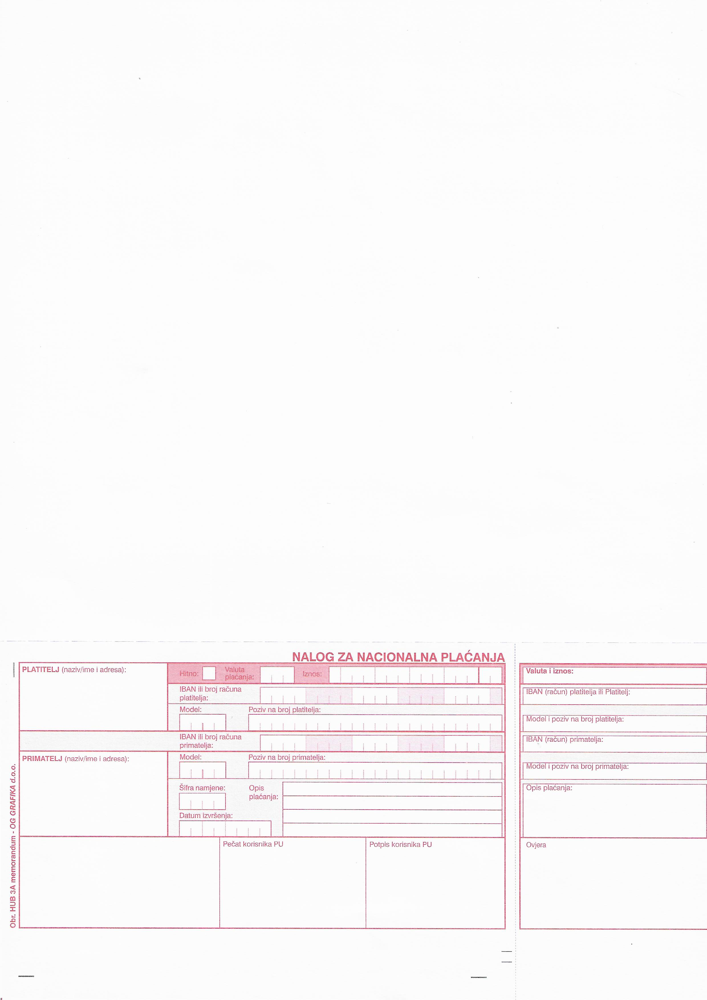 NALOG ZA NACIONALNA PLAĆANJA
PLATITELJ (naziv/ime i adresa):
Hitno:
Valuta
plaćanja:
Iznos:
IBAN ili broj računa
platitelja:
Model:
Poziv na broj platitelja:
IBAN ili broj računa
primatelja:
PRIMATELJ (naziv/ime i adresa):
Model:
Poziv na broj primatelja:
Šifra namjene:
Opis
plaćanja:
Datum izvršenja:
Pečat korisnika PU
Potpis korisnika PU
Valuta i iznos:
IBAN (račun) platitelja ili Platitelj:
Model i poziv na broj platitelja:
IBAN (račun) primatelja:
Model i poziv na broj primatelja:
Opis plaćanja:
Ovjera
Obr. HUB 3A memorandum - OG GRAFIKA d.o.o.